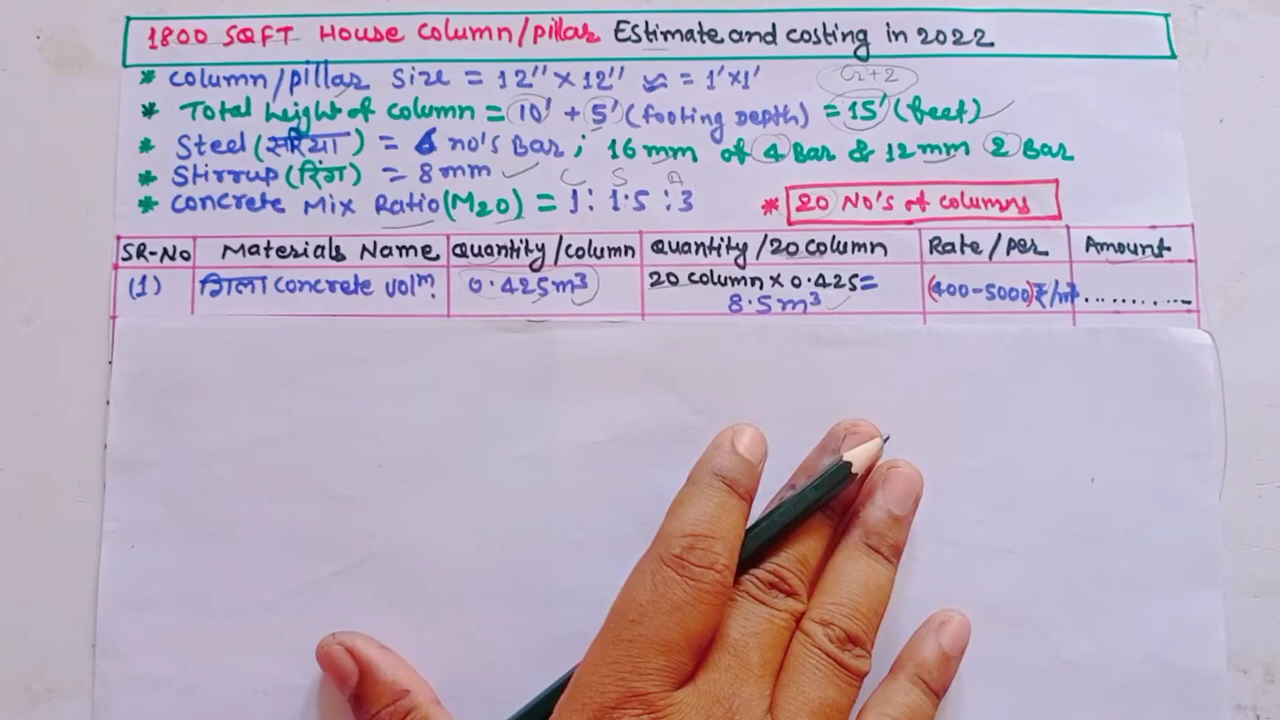 1800 SQFT House column/pillar Estimate and costing in 2022
* column/pillar size = 12" × 12" ≈ = 1'×1' G+2
* Total height of column = 10' + 5' (footing Depth) = 15' (feet)
* Steel (सरिया) = 6 no's Bar ; 16 mm of 4 Bar & 12 mm 2 Bar
* Stirrup (रिंग) = 8 mm
C S A
* Concrete Mix Ratio (M20) = 1 : 1.5 : 3 * 20 No's of columns
SR-No Materials Name Quantity/column Quantity/20 column Rate/per Amount
(1) गिला concrete volm. 0.425m³ 20 column × 0.425 = (400-5000)₹/m³ ..........
8.5m³